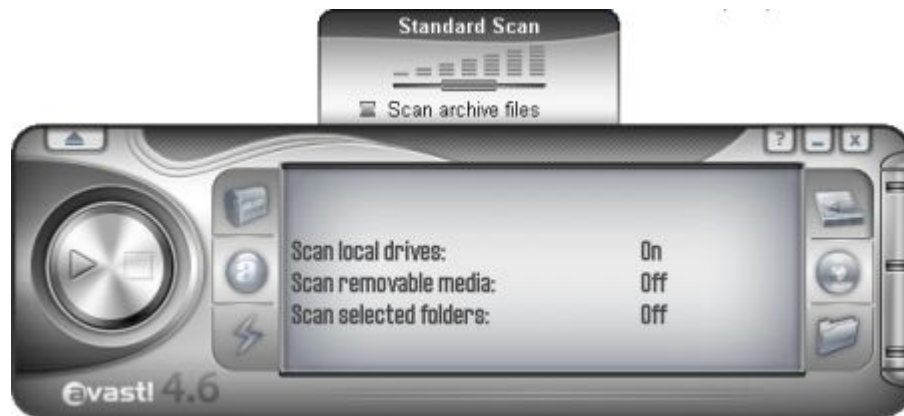 Standard Scan
Scan archive files
?
x
a
Scan local drives: On
Scan removable media: Off
Scan selected folders: Off
avast! 4.6